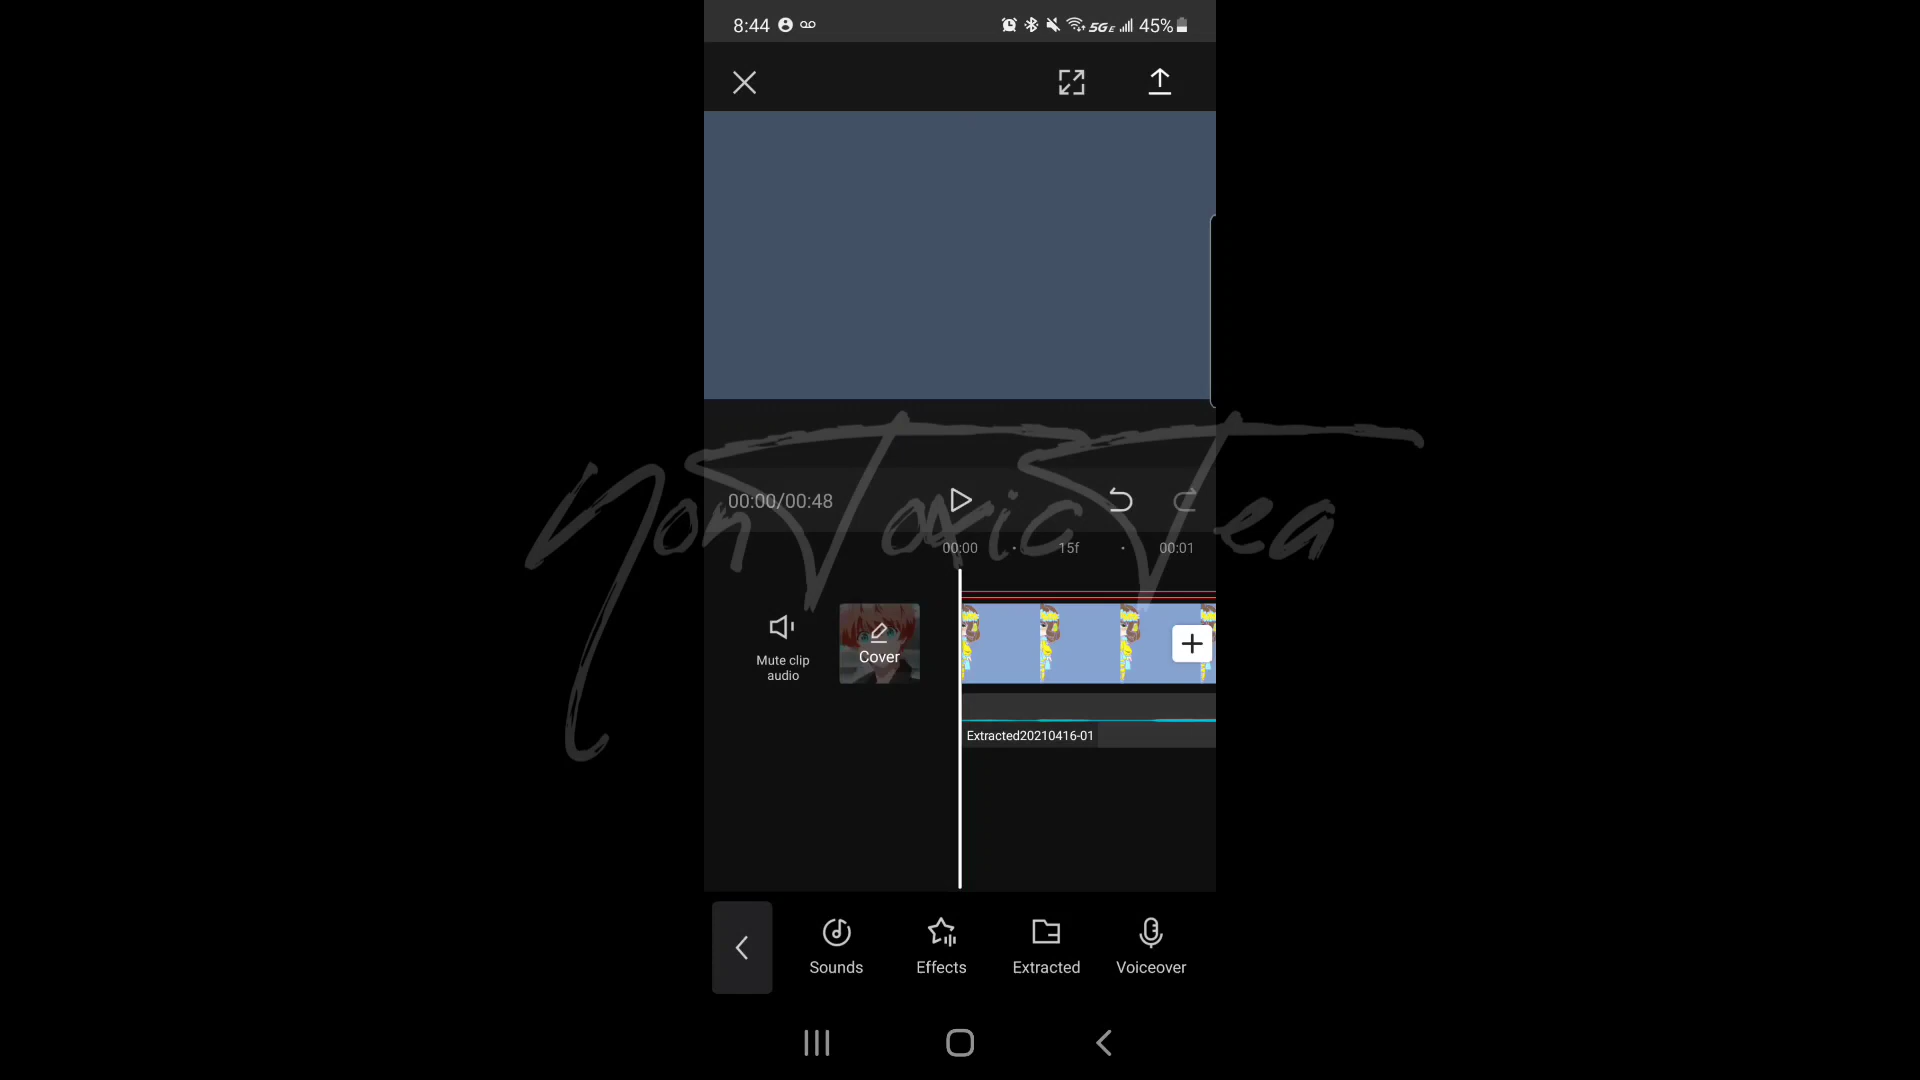 8:44
5GE 45%
NonToxicTea
00:00/00:48
00:00 15f 00:01
Mute clip
audio
Cover
Extracted20210416-01
Sounds Effects Extracted Voiceover